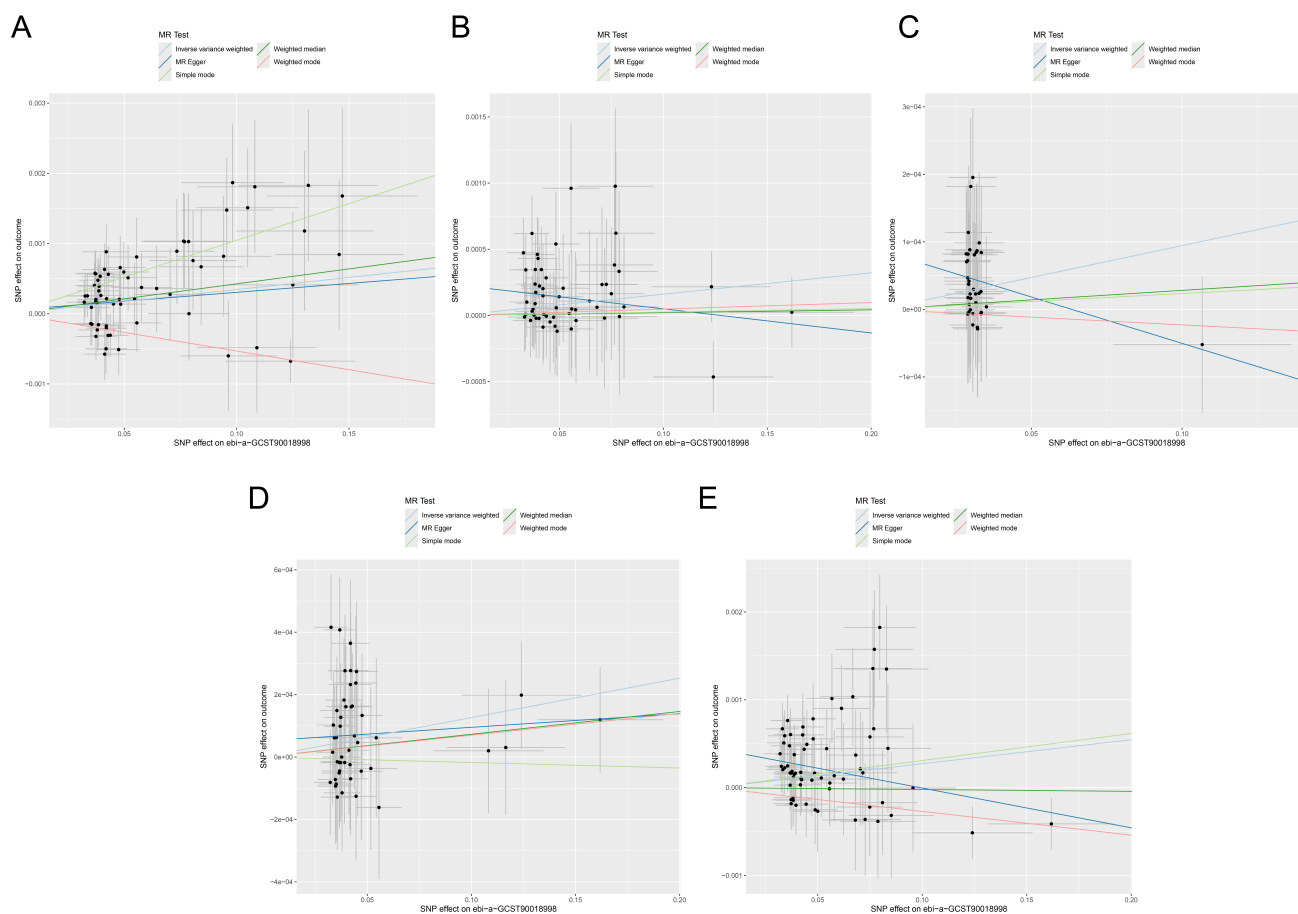 A
MR Test
Inverse variance weighted
Weighted median
MR Egger
Weighted mode
Simple mode
0.003
0.002
0.001
0.000
−0.001
SNP effect on outcome
0.05
0.10
0.15
SNP effect on ebi−a−GCST90018998
B
MR Test
Inverse variance weighted
Weighted median
MR Egger
Weighted mode
Simple mode
0.0015
0.0010
0.0005
0.0000
−0.0005
SNP effect on outcome
0.05
0.10
0.15
0.20
SNP effect on ebi−a−GCST90018998
C
MR Test
Inverse variance weighted
Weighted median
MR Egger
Weighted mode
Simple mode
3e−04
2e−04
1e−04
0e+00
−1e−04
SNP effect on outcome
0.05
0.10
SNP effect on ebi−a−GCST90018998
D
MR Test
Inverse variance weighted
Weighted median
MR Egger
Weighted mode
Simple mode
6e−04
4e−04
2e−04
0e+00
−2e−04
−4e−04
SNP effect on outcome
0.05
0.10
0.15
0.20
SNP effect on ebi−a−GCST90018998
E
MR Test
Inverse variance weighted
Weighted median
MR Egger
Weighted mode
Simple mode
0.002
0.001
0.000
−0.001
SNP effect on outcome
0.05
0.10
0.15
0.20
SNP effect on ebi−a−GCST90018998